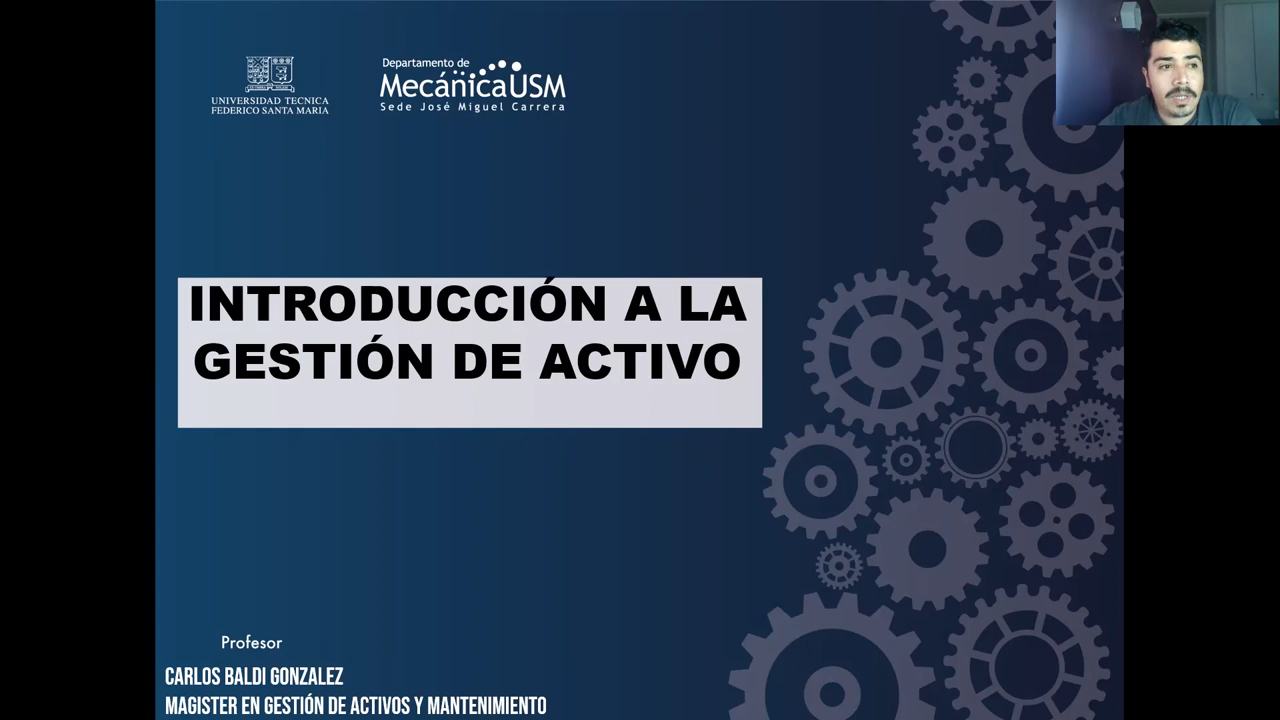 UNIVERSIDAD TECNICA
FEDERICO SANTA MARIA
Departamento de
MecánicaUSM
Sede José Miguel Carrera
INTRODUCCIÓN A LA
GESTIÓN DE ACTIVO
Profesor
CARLOS BALDI GONZALEZ
MAGISTER EN GESTIÓN DE ACTIVOS Y MANTENIMIENTO